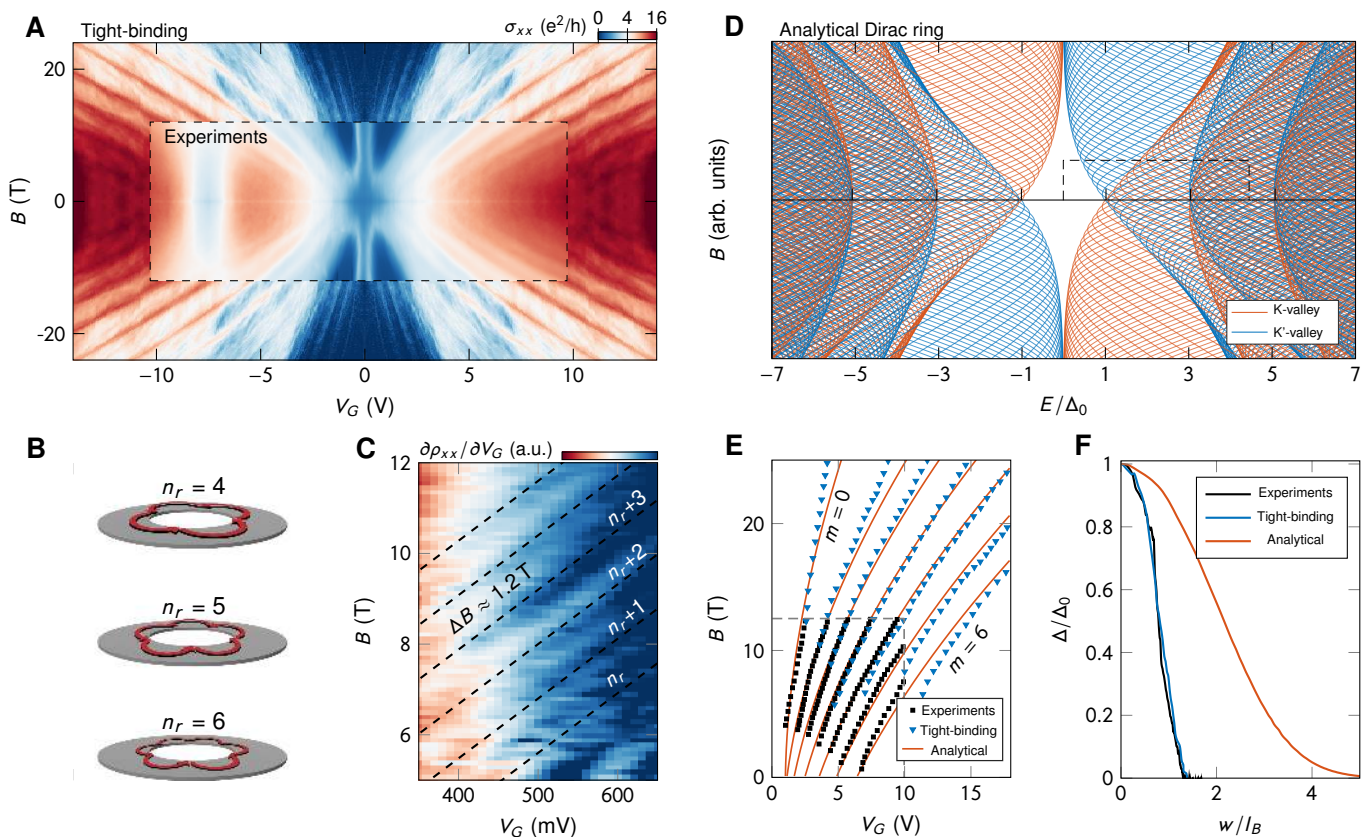 A
Tight-binding
σxx (e²/h)
0 4 16
Experiments
B (T)
20
0
-20
−10 −5 0 5 10
VG (V)
D
Analytical Dirac ring
B (arb. units)
K-valley
K'-valley
−7 −5 −3 −1 1 3 5 7
E/Δ0
B
nr = 4
nr = 5
nr = 6
C
∂ρxx/∂VG (a.u.)
B (T)
12
10
8
6
ΔB ≈ 1.2 T
nr+3
nr+2
nr+1
nr
400 500 600
VG (mV)
E
B (T)
20
10
0
m = 0
m = 6
Experiments
Tight-binding
Analytical
0 5 10 15
VG (V)
F
Δ/Δ0
1
0.8
0.6
0.4
0.2
0
Experiments
Tight-binding
Analytical
0 2 4
w/lB